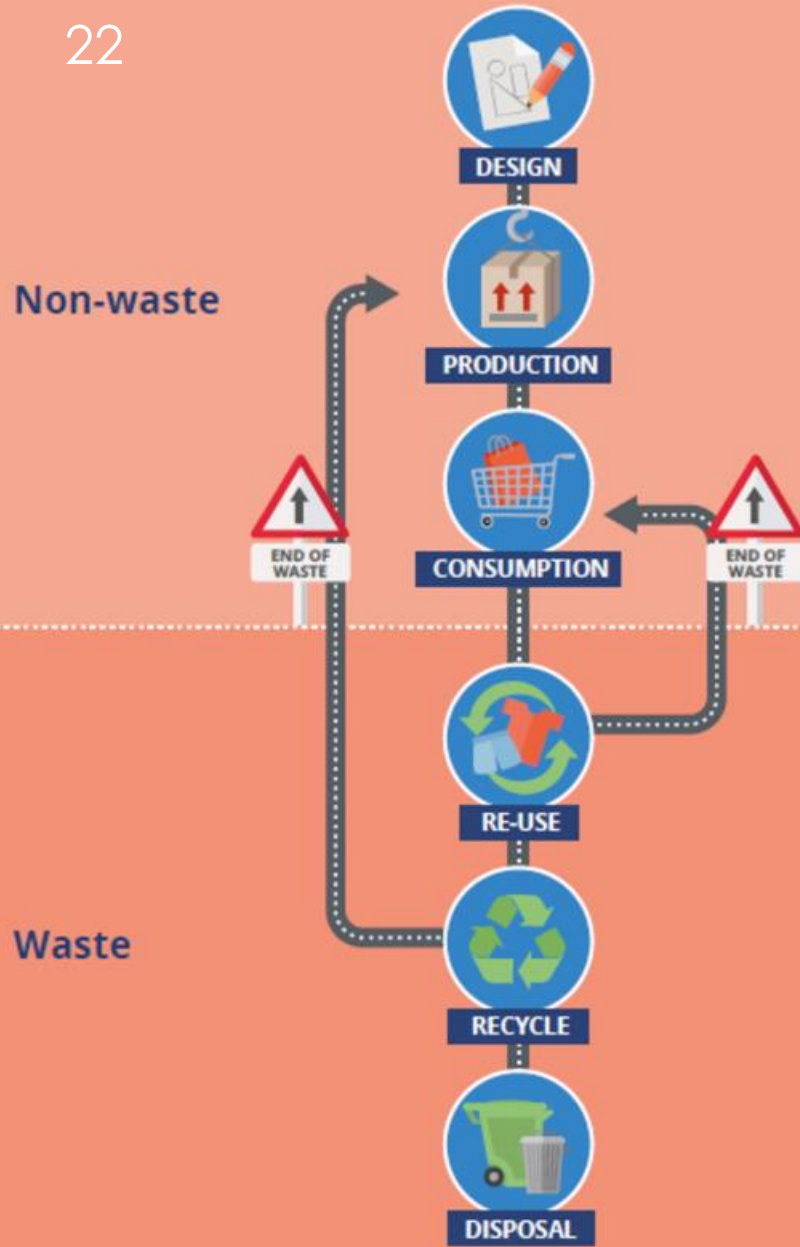 22
DESIGN
Non-waste
PRODUCTION
END OF
WASTE
CONSUMPTION
END OF
WASTE
RE-USE
Waste
RECYCLE
DISPOSAL